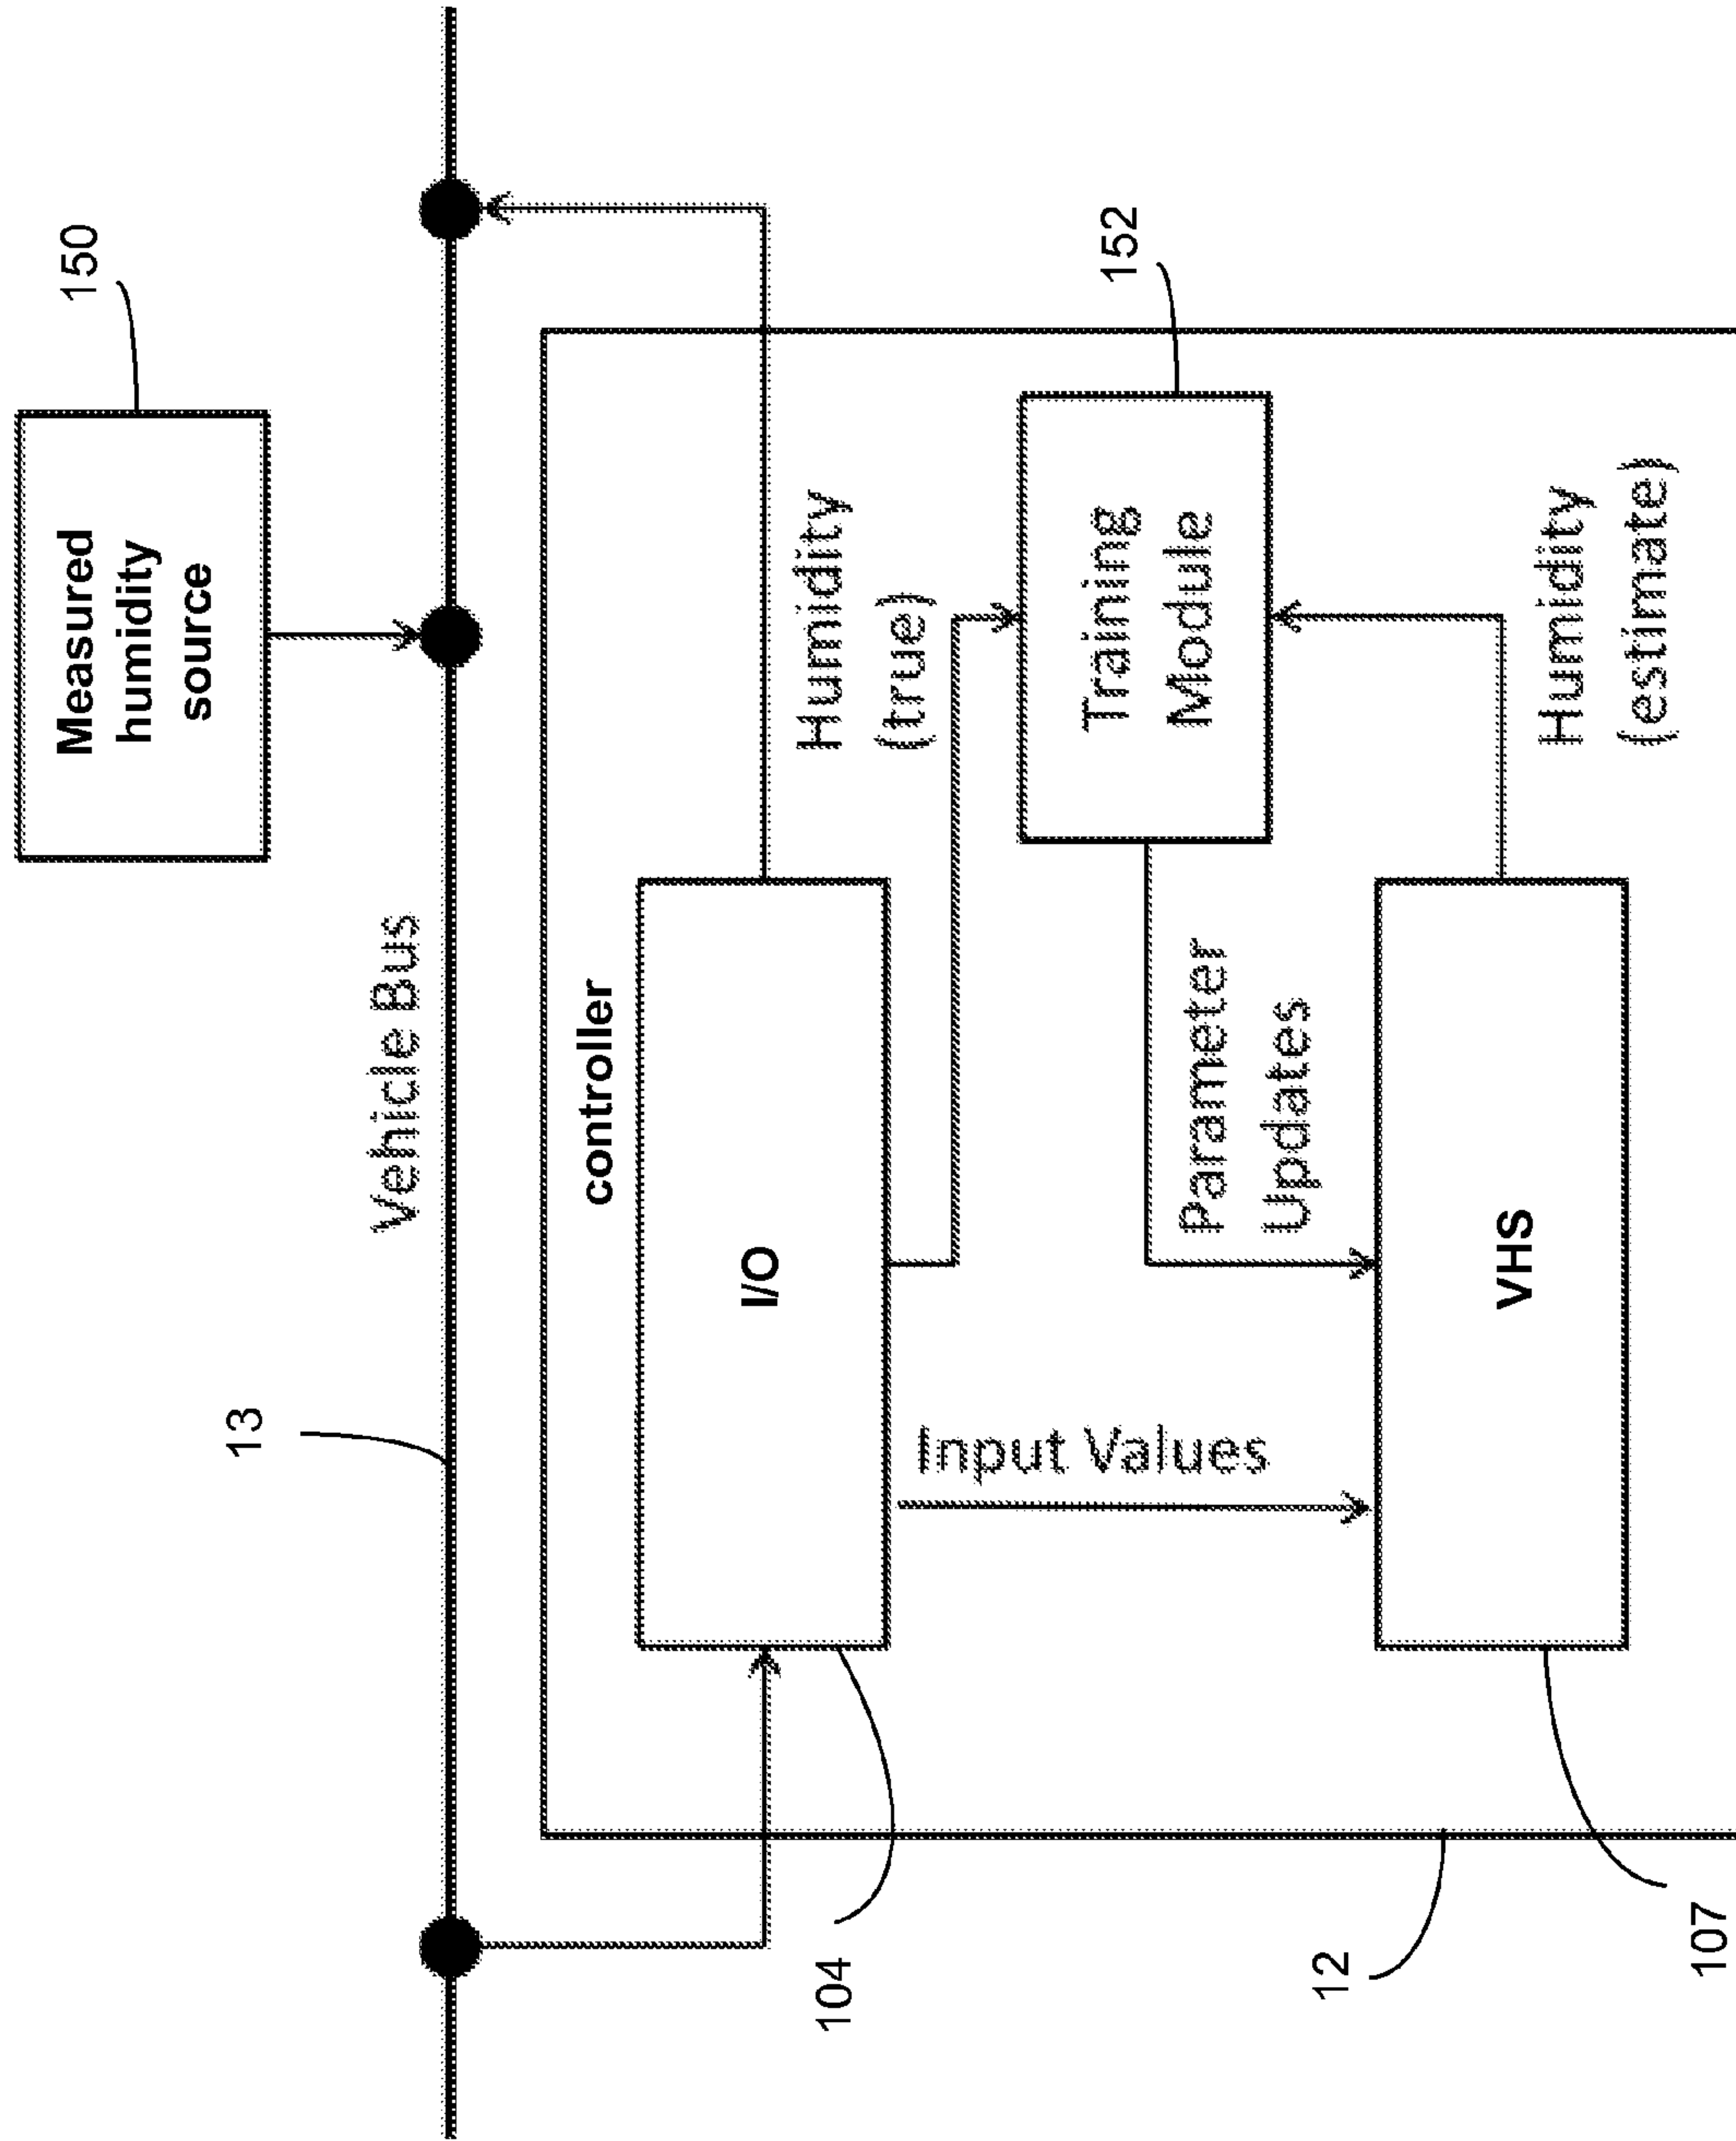 150
Measured
humidity
source
13
Vehicle Bus
controller
I/O
Humidity
(true)
152
Training
Module
104
Input Values
Parameter
Updates
12
VHS
Humidity
(estimate)
107